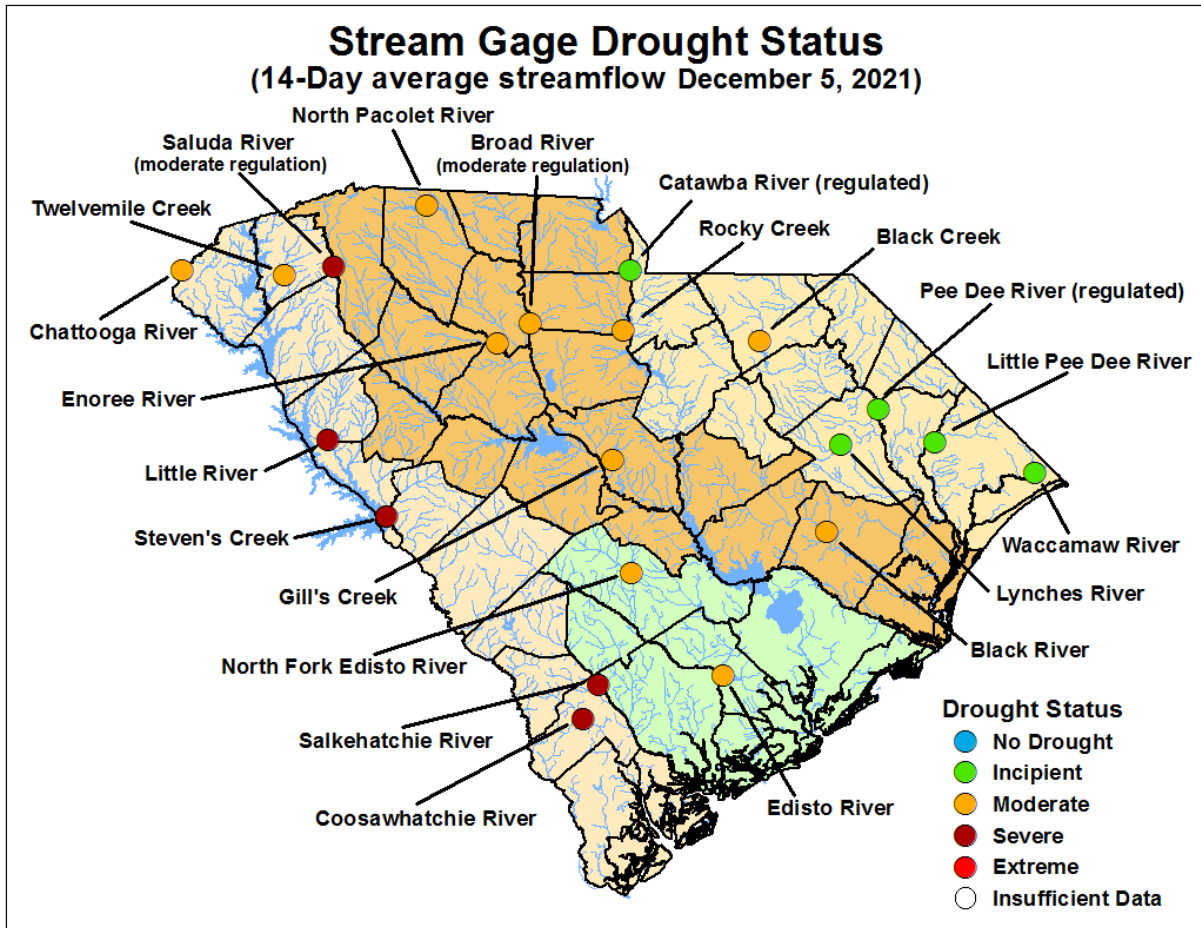 Stream Gage Drought Status
(14-Day average streamflow December 5, 2021)
North Pacolet River
Saluda River
(moderate regulation)
Broad River
(moderate regulation)
Catawba River (regulated)
Twelvemile Creek
Rocky Creek
Black Creek
Pee Dee River (regulated)
Chattooga River
Little Pee Dee River
Enoree River
Little River
Steven's Creek
Waccamaw River
Gill's Creek
Lynches River
North Fork Edisto River
Black River
Salkehatchie River
Coosawhatchie River
Edisto River
Drought Status
No Drought
Incipient
Moderate
Severe
Extreme
Insufficient Data